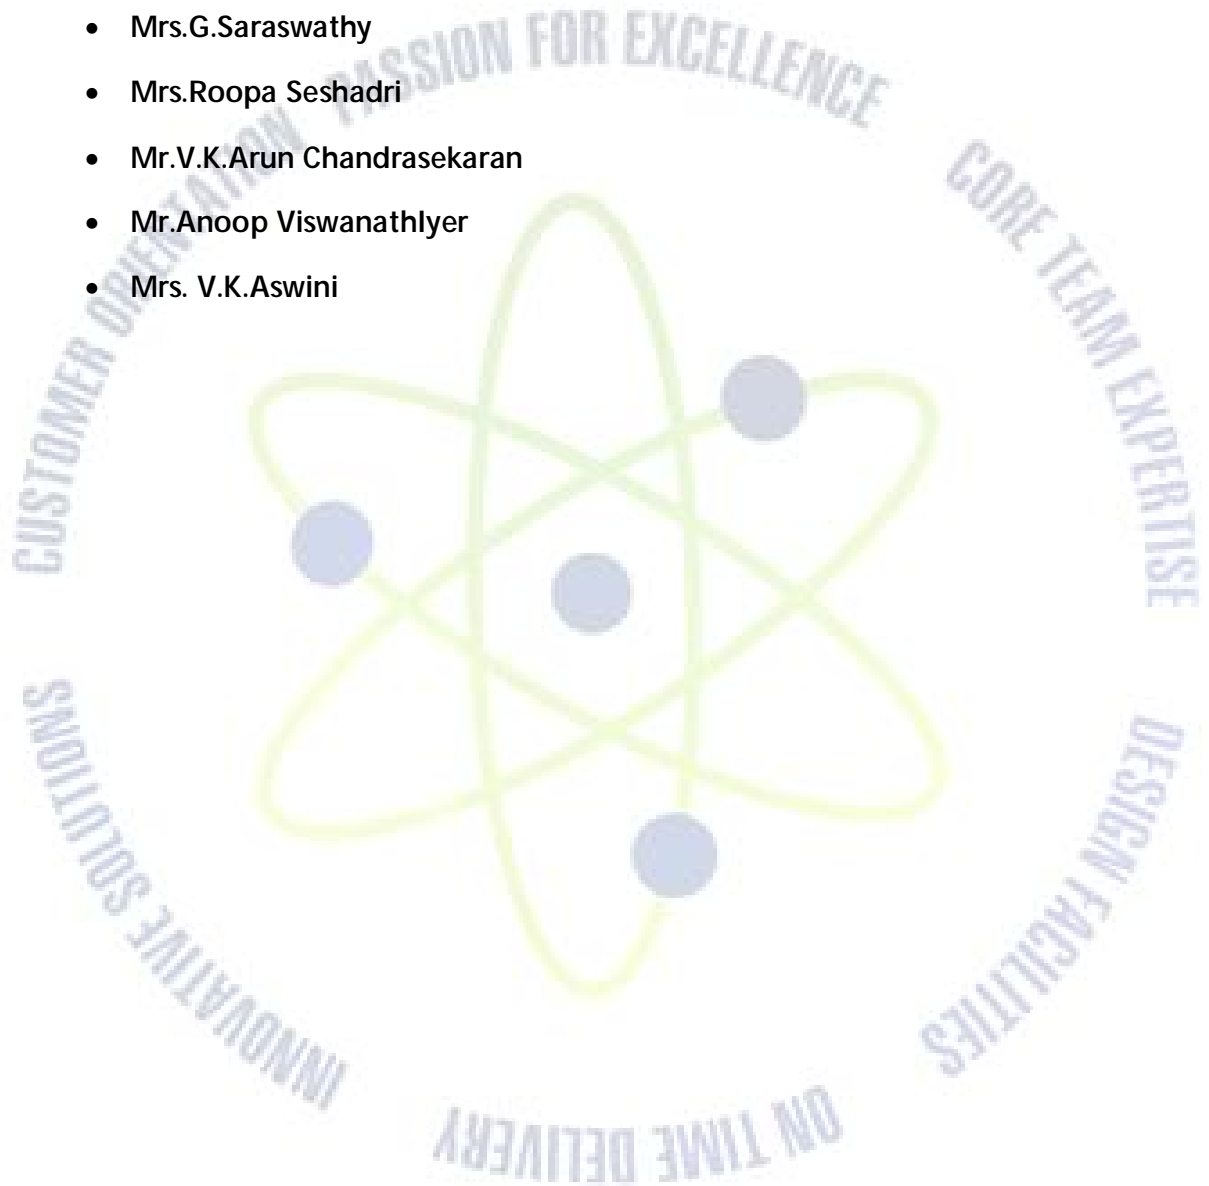 • Mrs.G.Saraswathy
• Mrs.Roopa Seshadri
• Mr.V.K.Arun Chandrasekaran
• Mr.Anoop ViswanathIyer
• Mrs. V.K.Aswini
CUSTOMER ORIENTATION
PASSION FOR EXCELLENCE
CORE TEAM EXPERTISE
DESIGN FACILITIES
ON TIME DELIVERY
INNOVATIVE SOLUTIONS